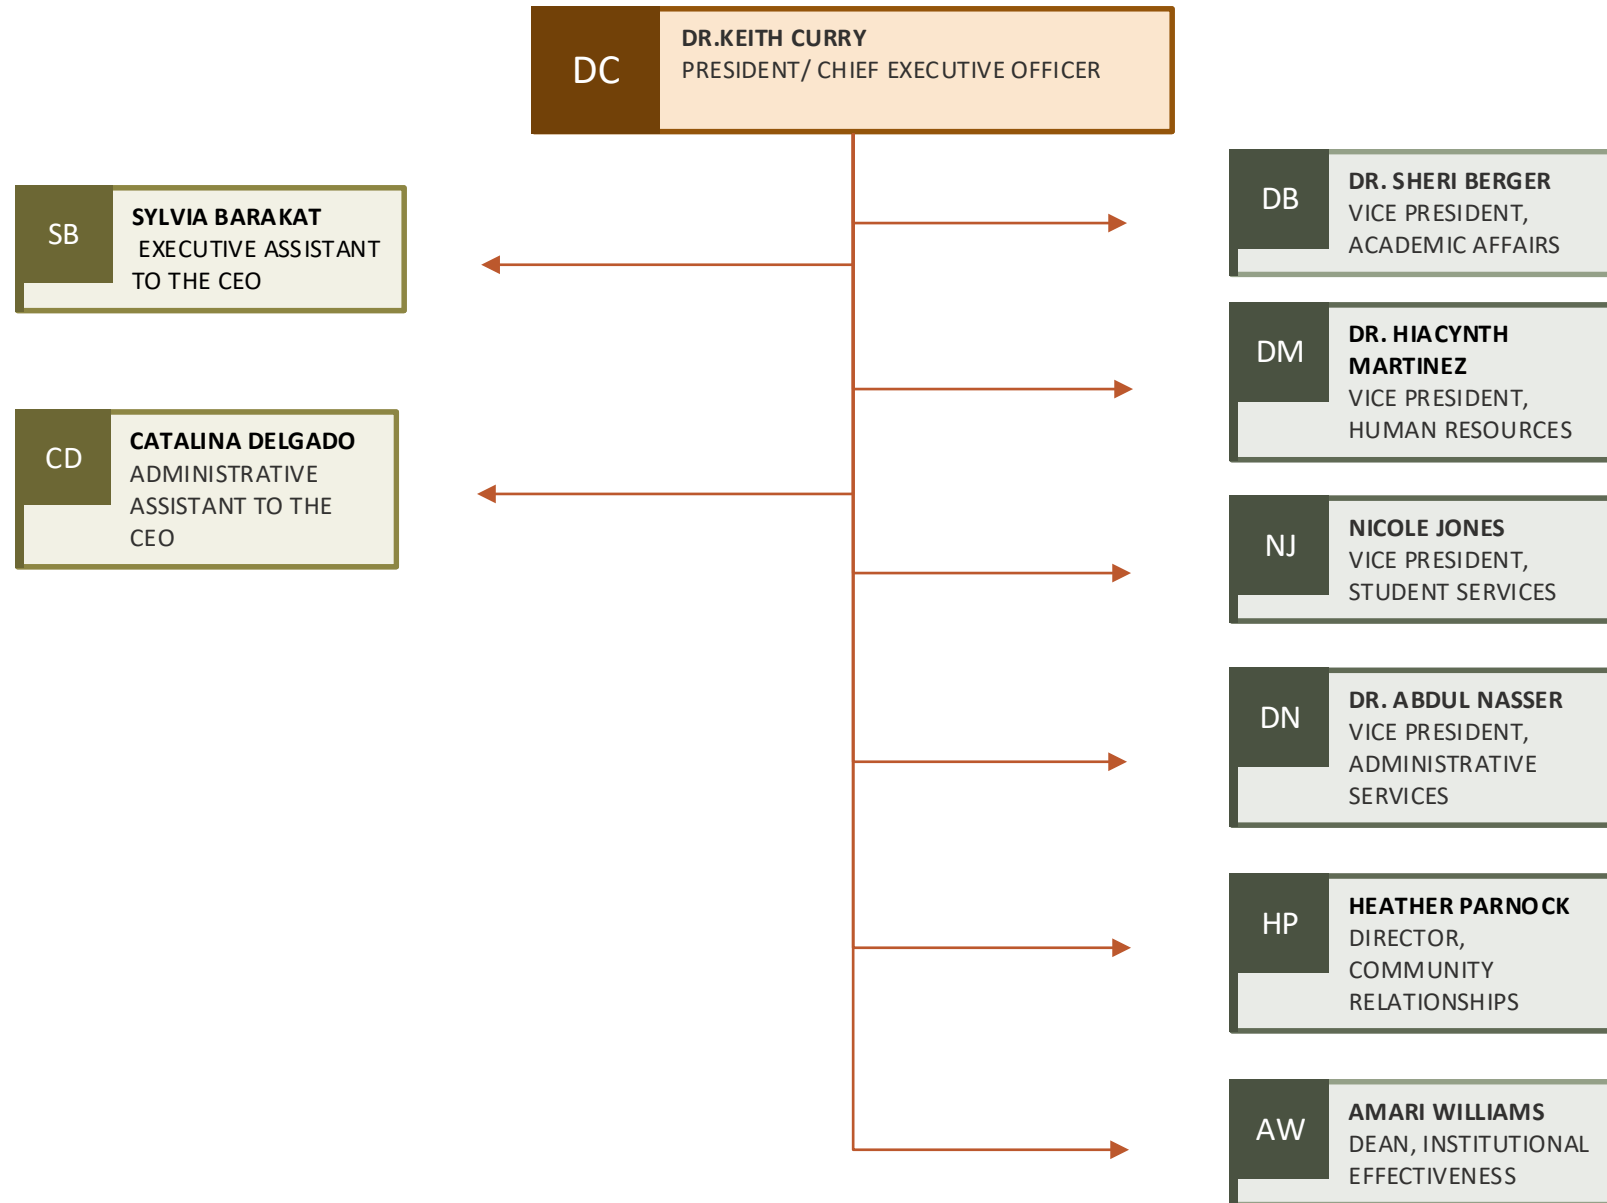 DC
DR.KEITH CURRY
PRESIDENT/ CHIEF EXECUTIVE OFFICER
SB
SYLVIA BARAKAT
EXECUTIVE ASSISTANT
TO THE CEO
CD
CATALINA DELGADO
ADMINISTRATIVE
ASSISTANT TO THE
CEO
DB
DR. SHERI BERGER
VICE PRESIDENT,
ACADEMIC AFFAIRS
DM
DR. HIACYNTH
MARTINEZ
VICE PRESIDENT,
HUMAN RESOURCES
NJ
NICOLE JONES
VICE PRESIDENT,
STUDENT SERVICES
DN
DR. ABDUL NASSER
VICE PRESIDENT,
ADMINISTRATIVE
SERVICES
HP
HEATHER PARNOCK
DIRECTOR,
COMMUNITY
RELATIONSHIPS
AW
AMARI WILLIAMS
DEAN, INSTITUTIONAL
EFFECTIVENESS